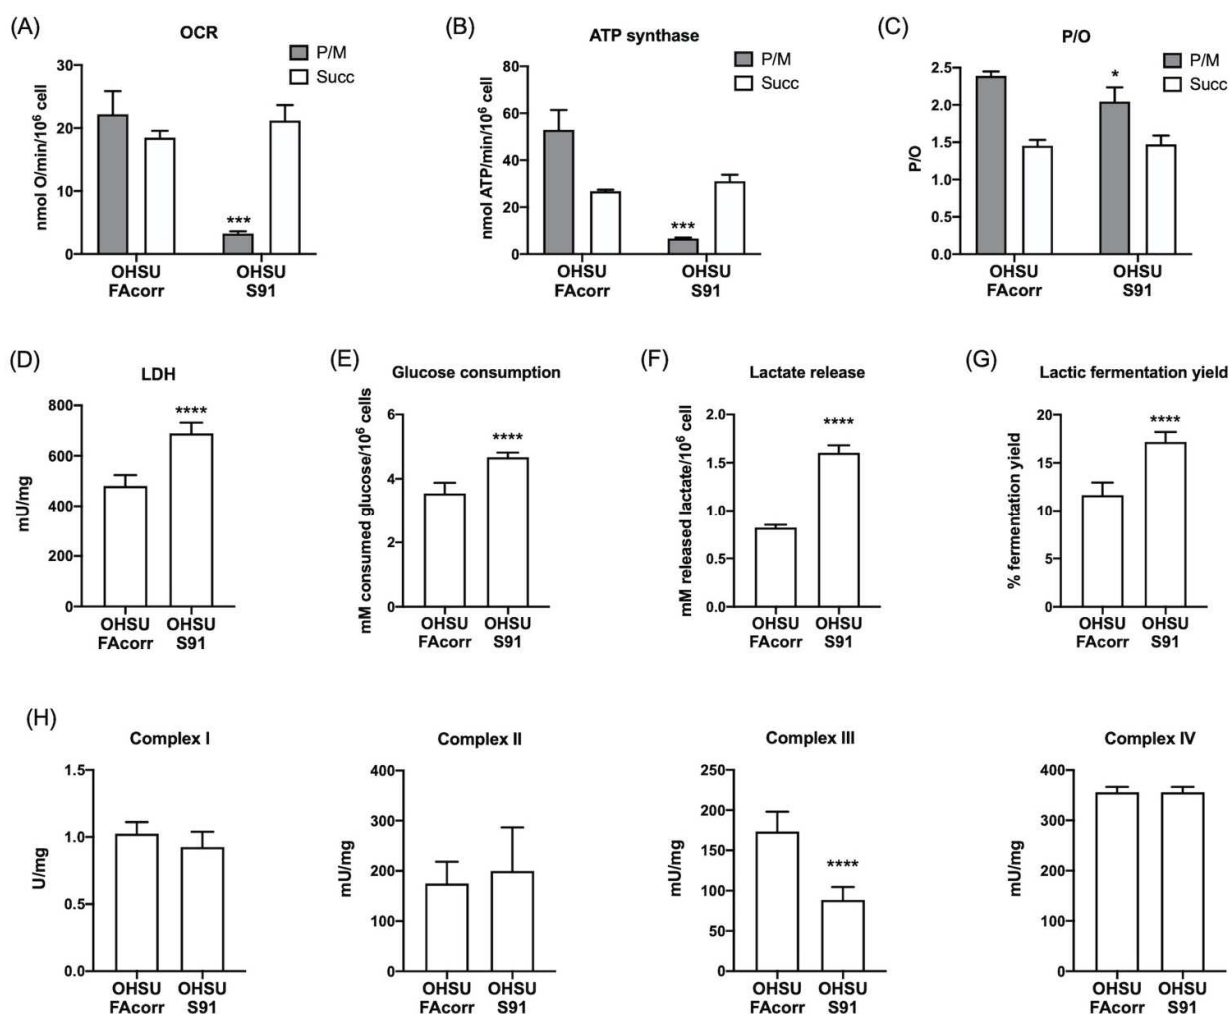 (A)
OCR
P/M
Succ
nmol O/min/10⁶ cell
30
20
10
0
***
OHSU
FAcorr
OHSU
S91
(B)
ATP synthase
P/M
Succ
nmol ATP/min/10⁶ cell
80
60
40
20
0
***
OHSU
FAcorr
OHSU
S91
(C)
P/O
P/M
Succ
P/O
2.5
2.0
1.5
1.0
0.5
0.0
*
OHSU
FAcorr
OHSU
S91
(D)
LDH
mU/mg
800
600
400
200
0
****
OHSU
FAcorr
OHSU
S91
(E)
Glucose consumption
mM consumed glucose/10⁶ cells
6
4
2
0
****
OHSU
FAcorr
OHSU
S91
(F)
Lactate release
mM released lactate/10⁶ cell
2.0
1.5
1.0
0.5
0.0
****
OHSU
FAcorr
OHSU
S91
(G)
Lactic fermentation yield
% fermentation yield
20
15
10
5
0
****
OHSU
FAcorr
OHSU
S91
(H)
Complex I
U/mg
1.5
1.0
0.5
0.0
OHSU
FAcorr
OHSU
S91
Complex II
mU/mg
400
300
200
100
0
OHSU
FAcorr
OHSU
S91
Complex III
mU/mg
250
200
150
100
50
0
****
OHSU
FAcorr
OHSU
S91
Complex IV
mU/mg
400
300
200
100
0
OHSU
FAcorr
OHSU
S91